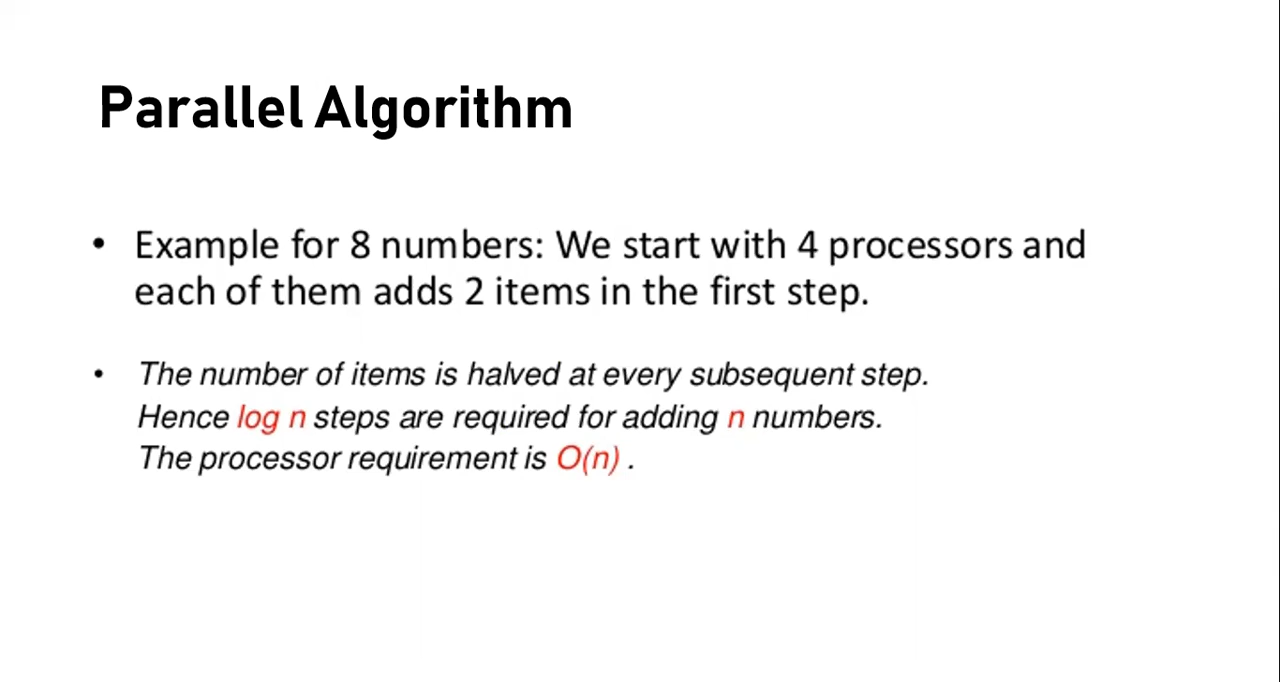 Parallel Algorithm
• Example for 8 numbers: We start with 4 processors and
each of them adds 2 items in the first step.
• The number of items is halved at every subsequent step.
Hence log n steps are required for adding n numbers.
The processor requirement is O(n) .